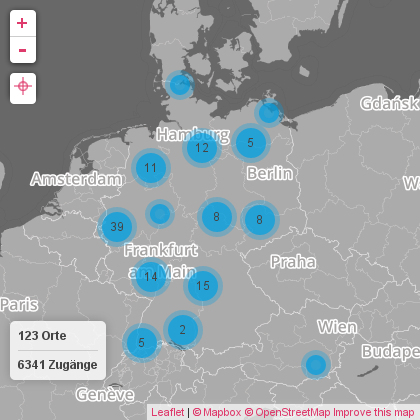 +
-
Gdańsk
Hamburg
12
5
11
Amsterdam
Berlin
39
8
8
Frankfurt
am Main
Praha
14
15
Paris
2
5
123 Orte
6341 Zugänge
Wien
Budape
Genève
Leaflet | © Mapbox © OpenStreetMap Improve this map